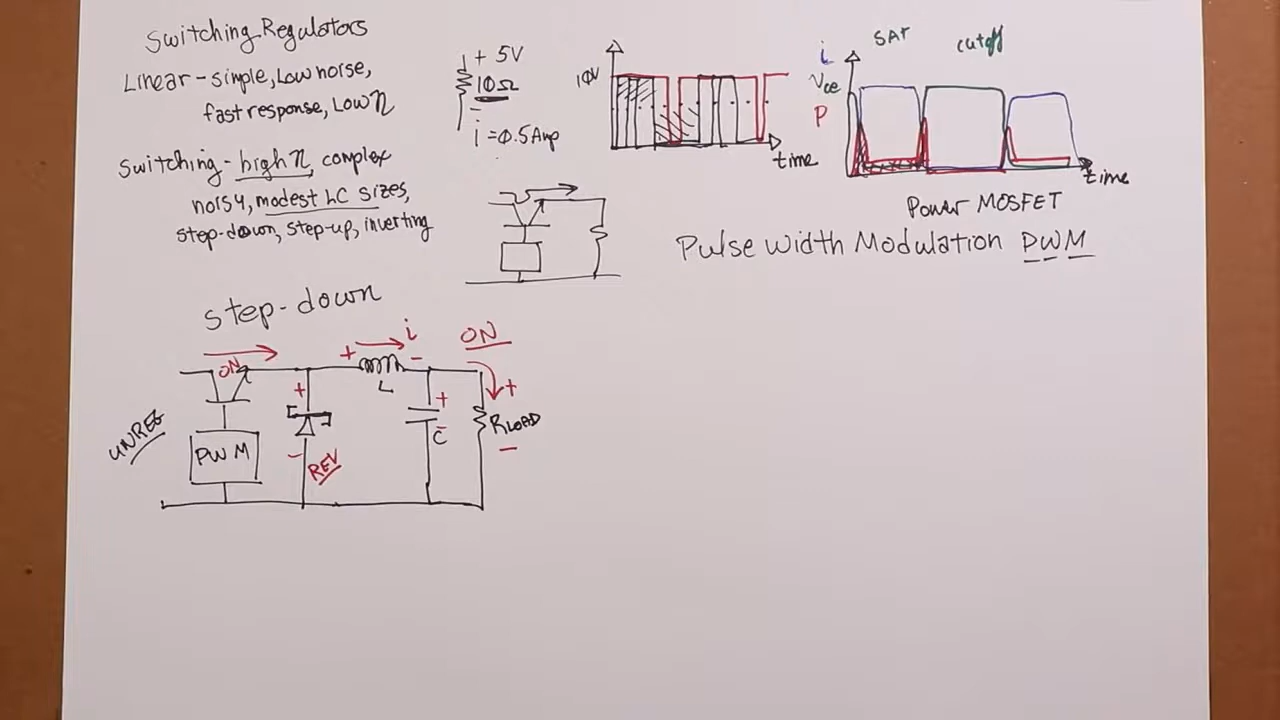 Switching Regulators
Linear - simple, Low noise,
fast response, Low η
Switching - high η, complex
noisy, modest LC sizes,
step-down, step-up, inverting
+ 5V
10Ω
-
i = 0.5 Amp
10V
time
i
Vce
P
SAT
cutoff
time
Power MOSFET
Pulse Width Modulation PWM
step-down
ON
+
i
-
ON
L
+
+
+
UNREG
PWM
-
REV
C
-
RLOAD
-